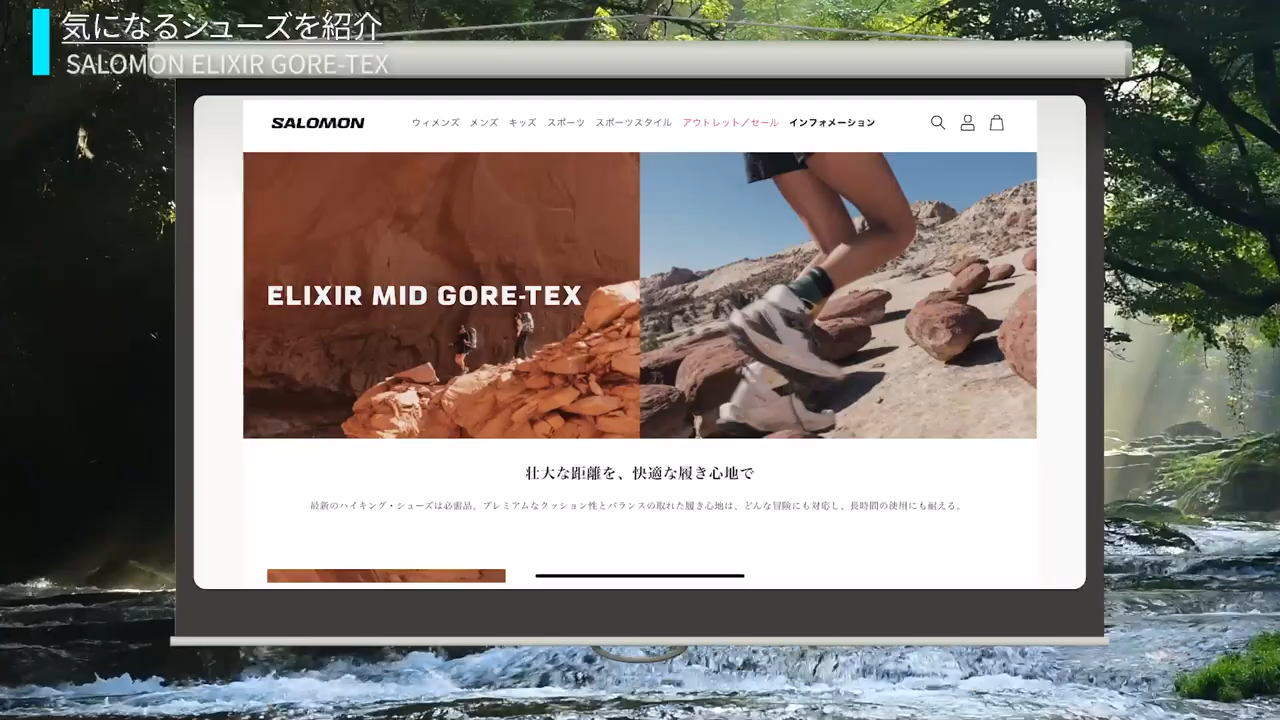 気になるシューズを紹介
SALOMON ELIXIR GORE-TEX
SALOMON ウィメンズ メンズ キッズ スポーツ スポーツスタイル アウトレット／セール インフォメーション
ELIXIR MID GORE-TEX
壮大な距離を、快適な履き心地で
最新のハイキング・シューズは必需品。プレミアムなクッション性とバランスの取れた履き心地は、どんな冒険にも対応し、長時間の使用にも耐える。